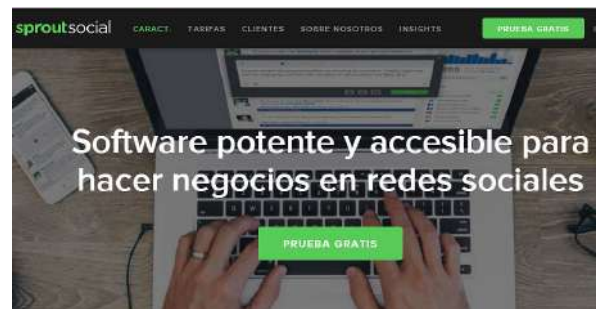 sproutsocial CARACT. TARIFAS CLIENTES SOBRE NOSOTROS INSIGHTS PRUEBA GRATIS
Software potente y accesible para
hacer negocios en redes sociales
PRUEBA GRATIS